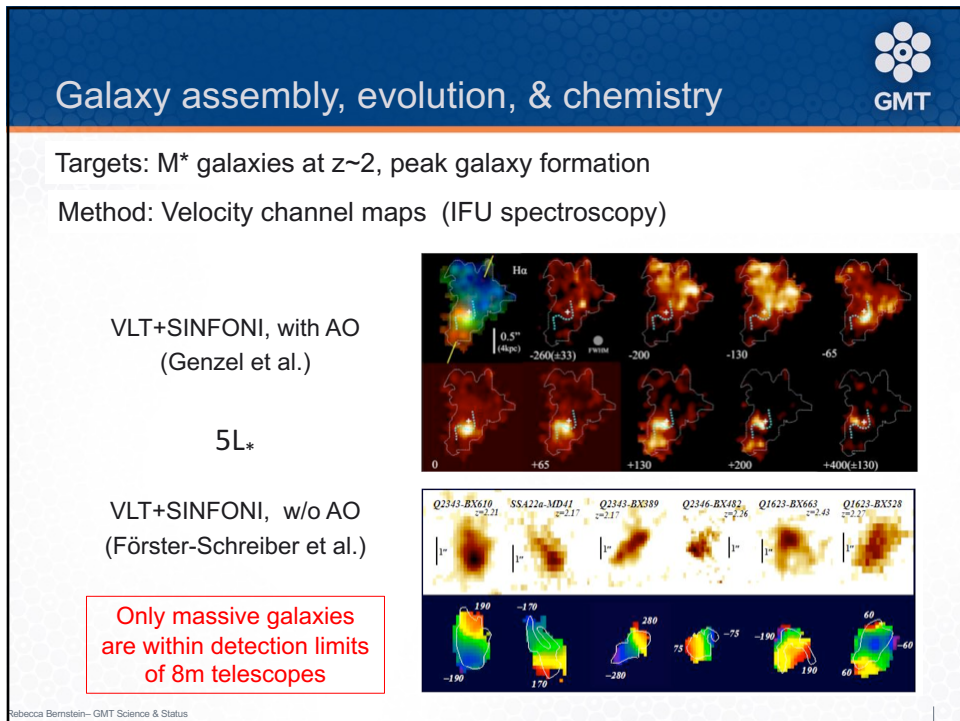 Galaxy assembly, evolution, & chemistry
GMT
Targets: M* galaxies at z~2, peak galaxy formation
Method: Velocity channel maps (IFU spectroscopy)
VLT+SINFONI, with AO
(Genzel et al.)
5L*
VLT+SINFONI, w/o AO
(Förster-Schreiber et al.)
Only massive galaxies
are within detection limits
of 8m telescopes
Hα
0.5"
(4kpc)
-260(±33)
FWHM
-200
-130
-65
0
+65
+130
+200
+400(±130)
Q2343-BX610 SSA22a-MD41 Q2343-BX389 Q2346-BX482 Q1623-BX663 Q1623-BX528
z=2.21 z=2.17 z=2.17 z=2.26 z=2.43 z=2.27
1" 1" 1" 1" 1" 1"
190 -170 280 -75 -190 60
-190 170 -280 75 190 -60
60
Rebecca Bernstein– GMT Science & Status